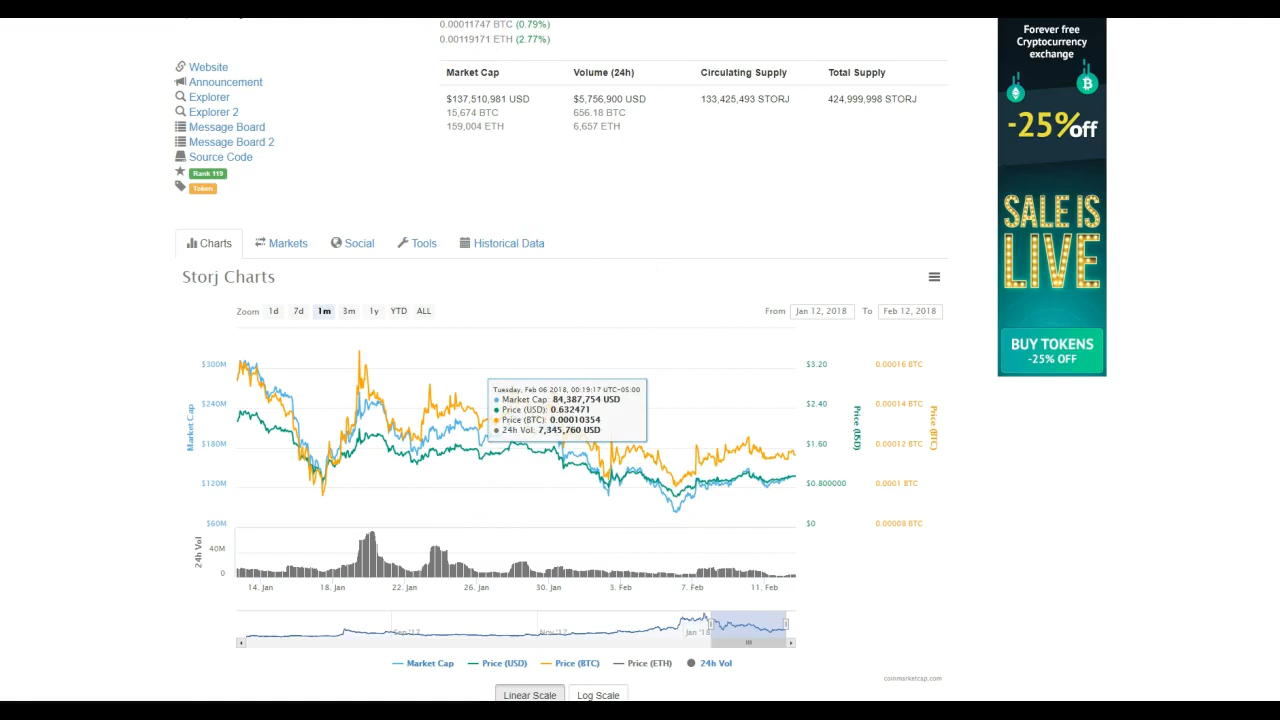 0.00011747 BTC (0.79%)
0.00119171 ETH (2.77%)
Website
Announcement
Explorer
Explorer 2
Message Board
Message Board 2
Source Code
Rank 119
Token
Market Cap Volume (24h) Circulating Supply Total Supply
$137,510,981 USD $5,756,900 USD 133,425,493 STORJ 424,999,998 STORJ
15,674 BTC 656.18 BTC
159,004 ETH 6,657 ETH
Forever free
Cryptocurrency
exchange
-25%off
SALE IS
LIVE
BUY TOKENS
-25% OFF
Charts Markets Social Tools Historical Data
Storj Charts
Zoom 1d 7d 1m 3m 1y YTD ALL From Jan 12, 2018 To Feb 12, 2018
$300M $3.20 0.00016 BTC
$240M $2.40 0.00014 BTC
$180M $1.60 0.00012 BTC
$120M $0.800000 0.0001 BTC
$60M $0 0.00008 BTC
Market Cap
Price (USD)
Price (BTC)
Tuesday, Feb 06 2018, 00:19:17 UTC-05:00
Market Cap: 84,387,754 USD
Price (USD): 0.632471
Price (BTC): 0.00010354
24h Vol: 7,345,760 USD
24h Vol
40M
0
14. Jan 18. Jan 22. Jan 26. Jan 30. Jan 3. Feb 7. Feb 11. Feb
Sep '17 Nov '17 Jan '18
Market Cap Price (USD) Price (BTC) Price (ETH) 24h Vol
coinmarketcap.com
Linear Scale Log Scale